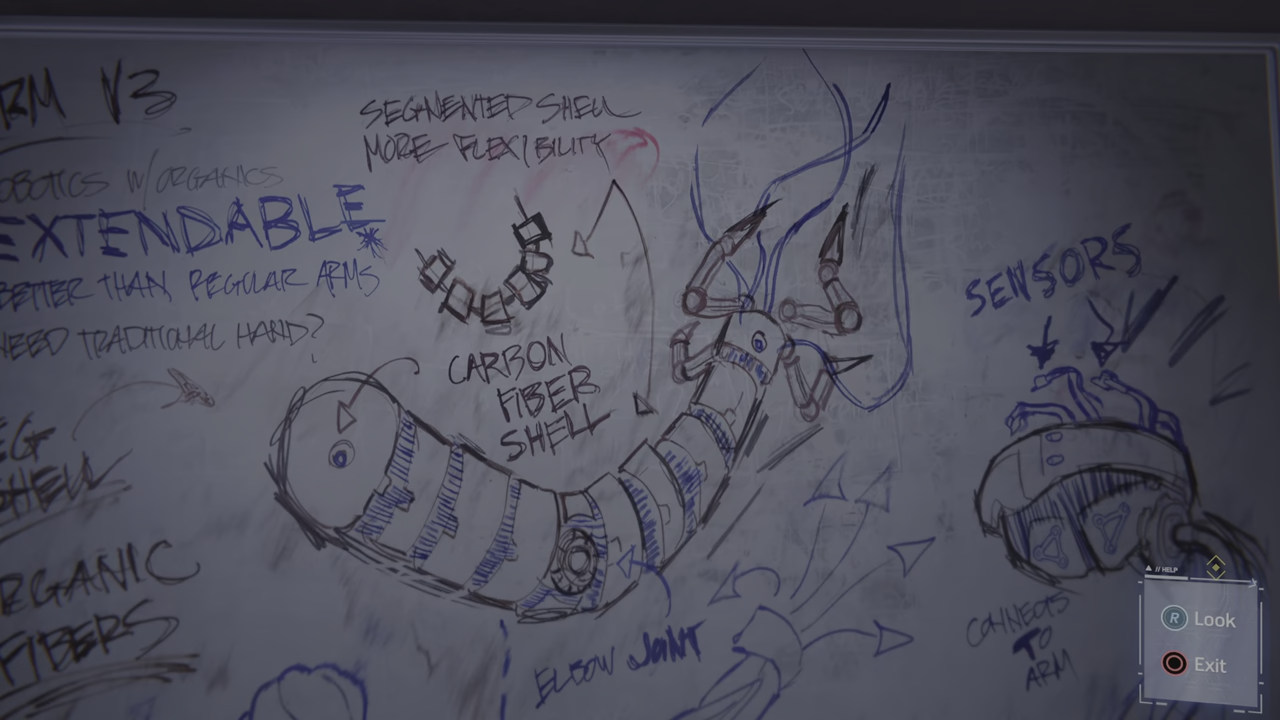 RM V3
OBOTICS W/ORGANICS
EXTENDABLE*
BETTER THAN REGULAR ARMS
NEED TRADITIONAL HAND?
EG
SHELL
RGANIC
FIBERS
SEGMENTED SHELL
MORE FLEXIBILITY
CARBON
FIBER
SHELL
ELBOW JOINT
SENSORS
CONNECTS
TO
ARM
// HELP
R Look
Exit